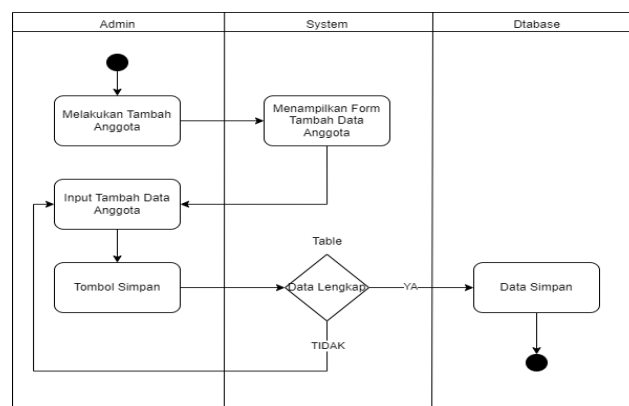 Admin
System
Dtabase
Melakukan Tambah
Anggota
Menampilkan Form
Tambah Data
Anggota
Input Tambah Data
Anggota
Table
Tombol Simpan
Data Lengkap
YA
Data Simpan
TIDAK